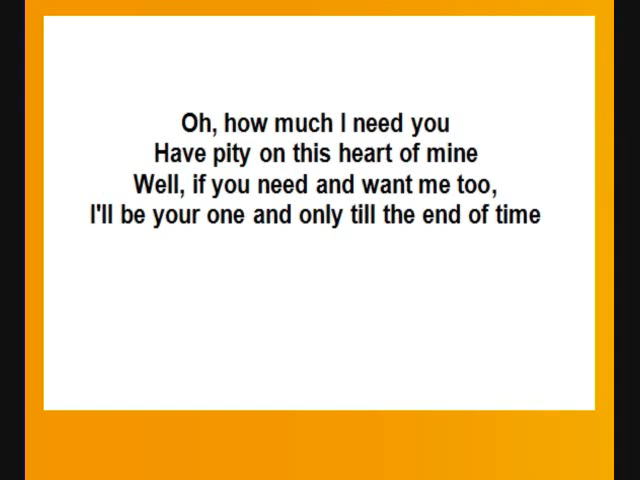 Oh, how much I need you
Have pity on this heart of mine
Well, if you need and want me too,
I'll be your one and only till the end of time